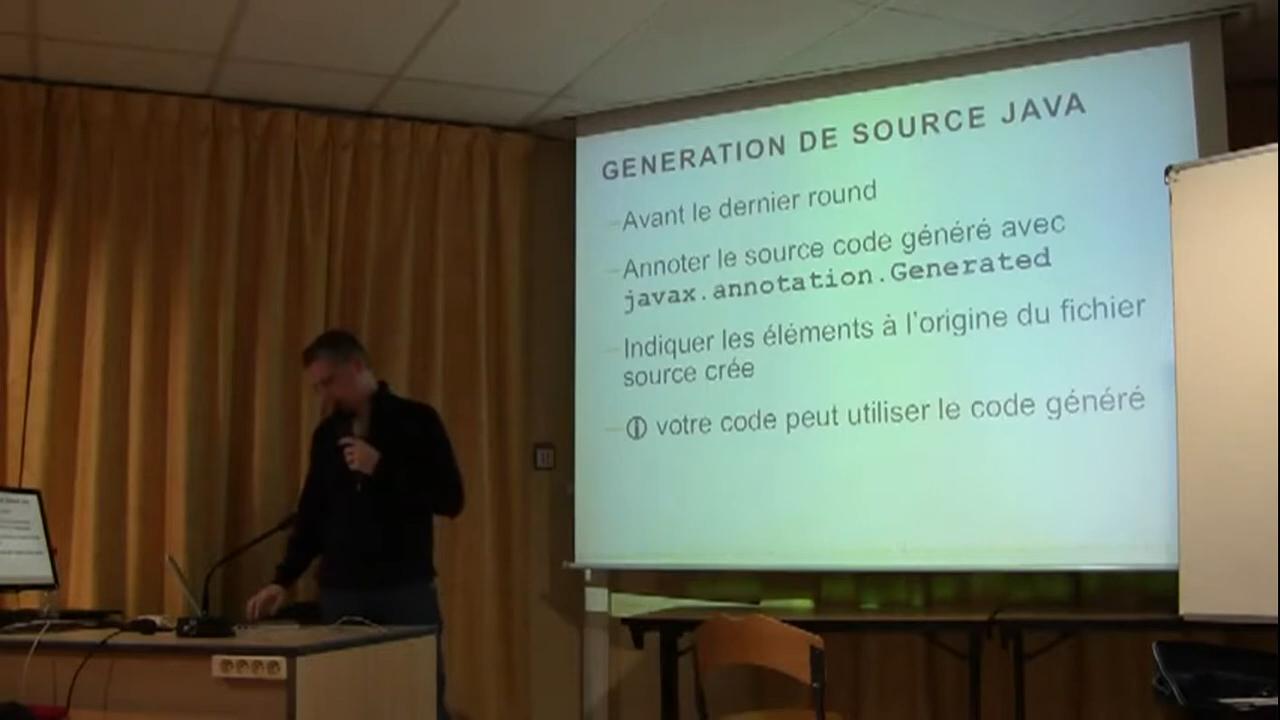 GENERATION DE SOURCE JAVA
Avant le dernier round
Annoter le source code généré avec
javax.annotation.Generated
Indiquer les éléments à l'origine du fichier
source crée
votre code peut utiliser le code généré